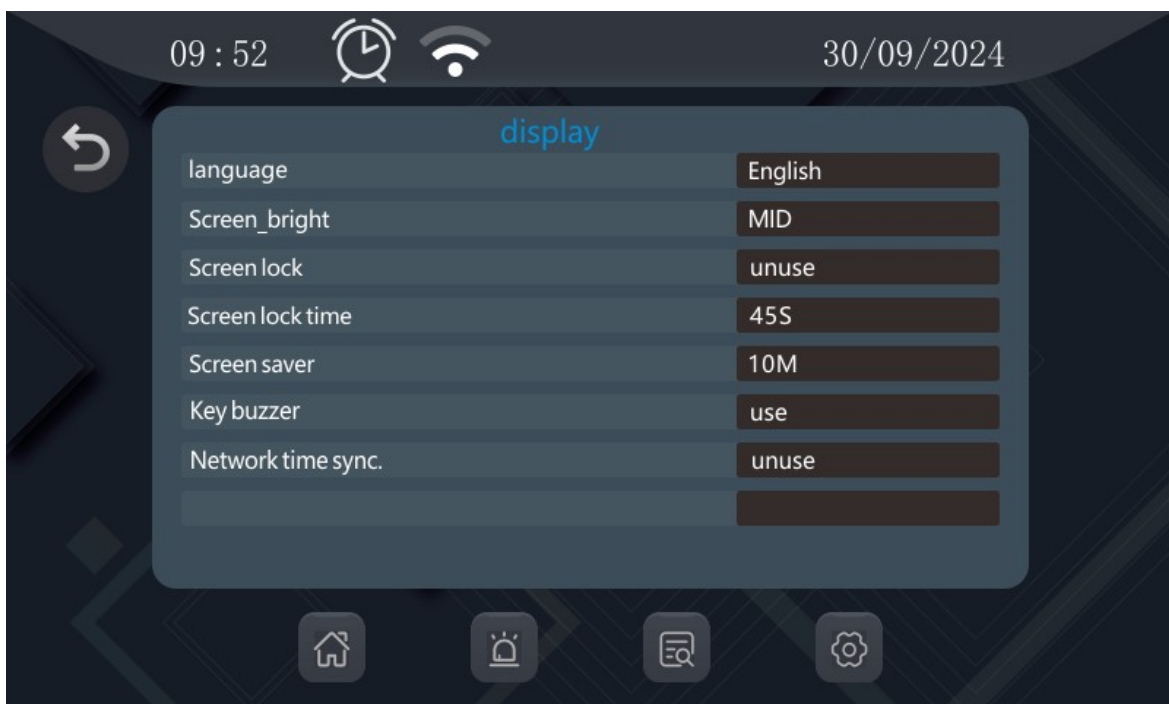 09 : 52 30/09/2024
display
language English
Screen_bright MID
Screen lock unuse
Screen lock time 45S
Screen saver 10M
Key buzzer use
Network time sync. unuse